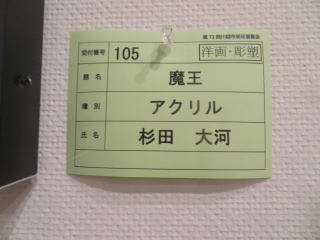 受付番号 105 洋画・彫塑
題名 魔王
種別 アクリル
氏名 杉田 大河